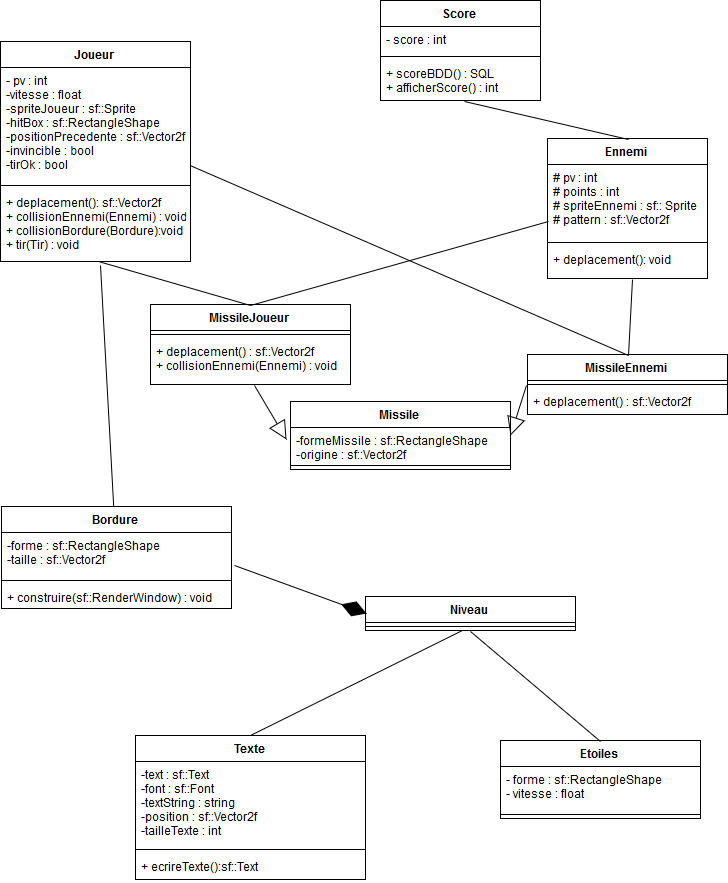 Score
- score : int
+ scoreBDD() : SQL
+ afficherScore() : int
Joueur
- pv : int
-vitesse : float
-spriteJoueur : sf::Sprite
-hitBox : sf::RectangleShape
-positionPrecedente : sf::Vector2f
-invincible : bool
-tirOk : bool
+ deplacement(): sf::Vector2f
+ collisionEnnemi(Ennemi) : void
+ collisionBordure(Bordure):void
+ tir(Tir) : void
Ennemi
# pv : int
# points : int
# spriteEnnemi : sf:: Sprite
# pattern : sf::Vector2f
+ deplacement(): void
MissileJoueur
+ deplacement() : sf::Vector2f
+ collisionEnnemi(Ennemi) : void
MissileEnnemi
+ deplacement() : sf::Vector2f
Missile
-formeMissile : sf::RectangleShape
-origine : sf::Vector2f
Bordure
-forme : sf::RectangleShape
-taille : sf::Vector2f
+ construire(sf::RenderWindow) : void
Niveau
Texte
-text : sf::Text
-font : sf::Font
-textString : string
-position : sf::Vector2f
-tailleTexte : int
+ ecrireTexte():sf::Text
Etoiles
- forme : sf::RectangleShape
- vitesse : float